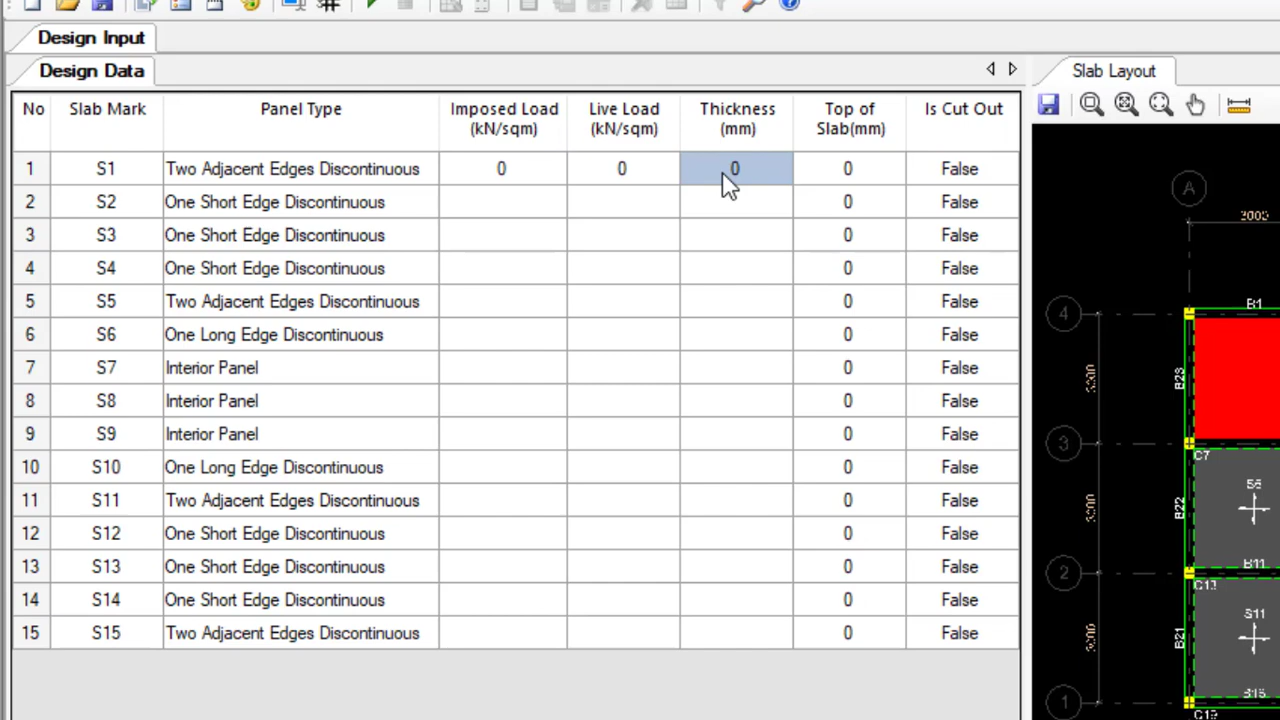 Design Input
Design Data
No Slab Mark Panel Type Imposed Load (kN/sqm) Live Load (kN/sqm) Thickness (mm) Top of Slab(mm) Is Cut Out
1 S1 Two Adjacent Edges Discontinuous 0 0 0 0 False
2 S2 One Short Edge Discontinuous 0 False
3 S3 One Short Edge Discontinuous 0 False
4 S4 One Short Edge Discontinuous 0 False
5 S5 Two Adjacent Edges Discontinuous 0 False
6 S6 One Long Edge Discontinuous 0 False
7 S7 Interior Panel 0 False
8 S8 Interior Panel 0 False
9 S9 Interior Panel 0 False
10 S10 One Long Edge Discontinuous 0 False
11 S11 Two Adjacent Edges Discontinuous 0 False
12 S12 One Short Edge Discontinuous 0 False
13 S13 One Short Edge Discontinuous 0 False
14 S14 One Short Edge Discontinuous 0 False
15 S15 Two Adjacent Edges Discontinuous 0 False
Slab Layout
A
3000
B1
4
B23
3
C7
S6
B22
B11
2
C13
S11
B21
B16
1
C19